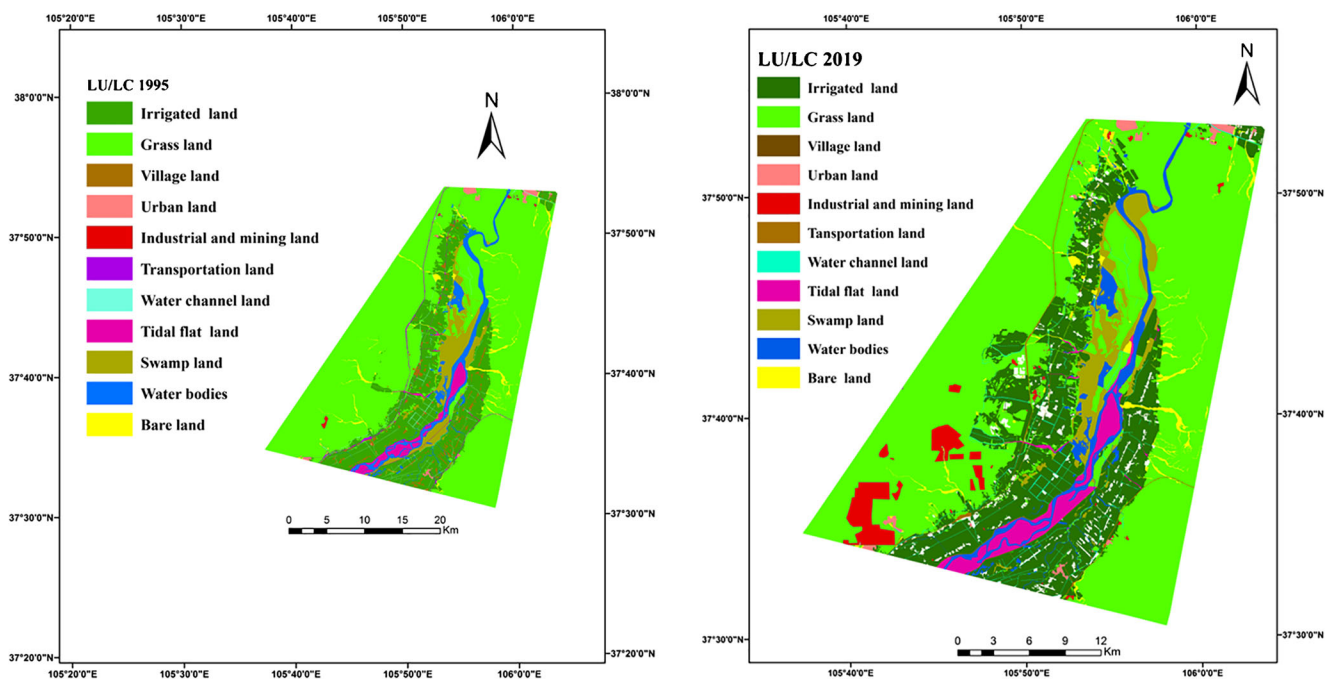 105°20'0"E 105°30'0"E 105°40'0"E 105°50'0"E 106°0'0"E
LU/LC 1995
Irrigated land
Grass land
Village land
Urban land
Industrial and mining land
Transportation land
Water channel land
Tidal flat land
Swamp land
Water bodies
Bare land
N
38°0'0"N
37°50'0"N
37°40'0"N
37°30'0"N
37°20'0"N
38°0'0"N
37°50'0"N
37°40'0"N
37°30'0"N
37°20'0"N
0 5 10 15 20
Km
105°20'0"E 105°30'0"E 105°40'0"E 105°50'0"E 106°0'0"E
105°40'0"E 105°50'0"E 106°0'0"E
LU/LC 2019
Irrigated land
Grass land
Village land
Urban land
Industrial and mining land
Tansportation land
Water channel land
Tidal flat land
Swamp land
Water bodies
Bare land
N
37°50'0"N
37°40'0"N
37°30'0"N
37°50'0"N
37°40'0"N
37°30'0"N
0 3 6 9 12
Km
105°40'0"E 105°50'0"E 106°0'0"E